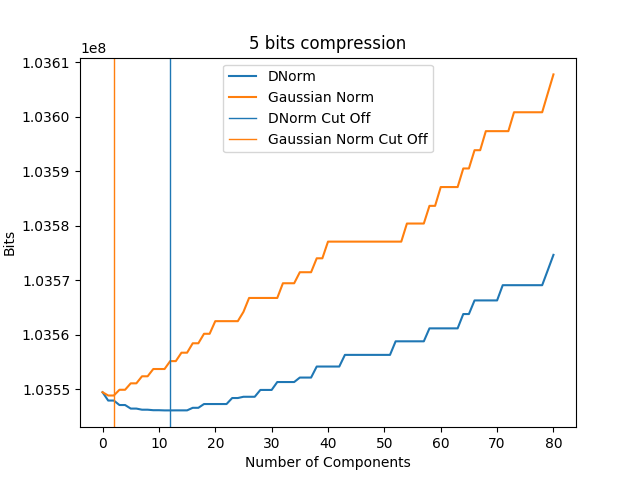 5 bits compression
1e8
1.0361
1.0360
1.0359
1.0358
1.0357
1.0356
1.0355
Bits
DNorm
Gaussian Norm
DNorm Cut Off
Gaussian Norm Cut Off
0 10 20 30 40 50 60 70 80
Number of Components